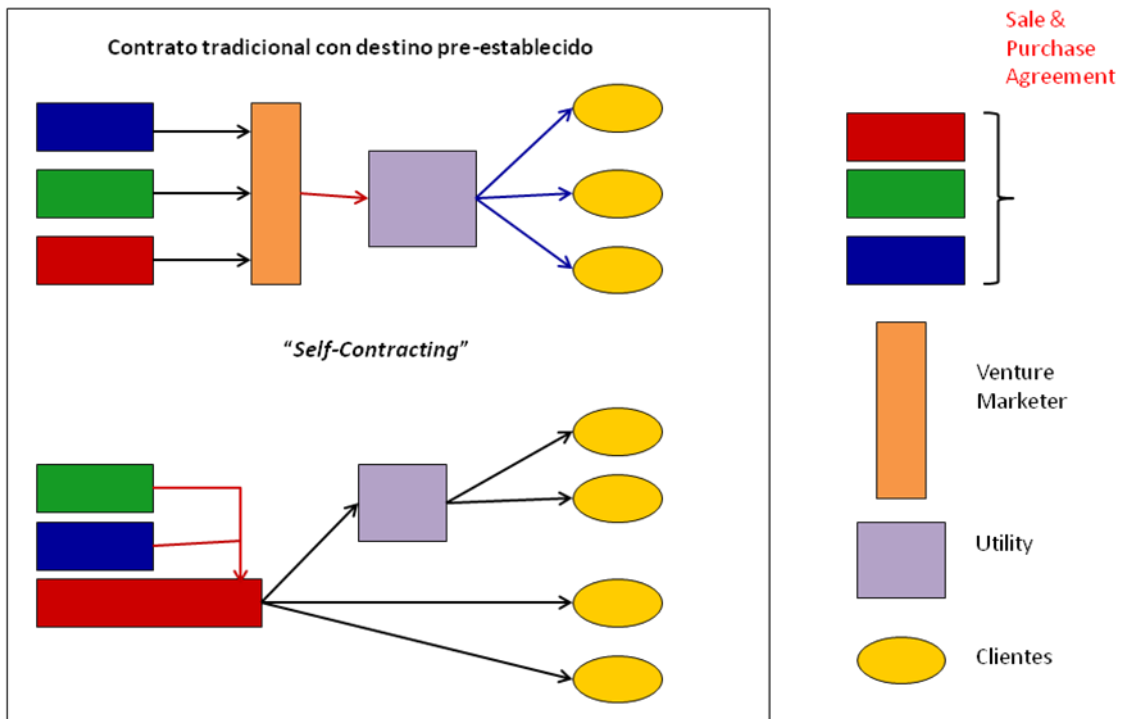 Contrato tradicional con destino pre-establecido
“Self-Contracting”
Sale &
Purchase
Agreement
Venture
Marketer
Utility
Clientes